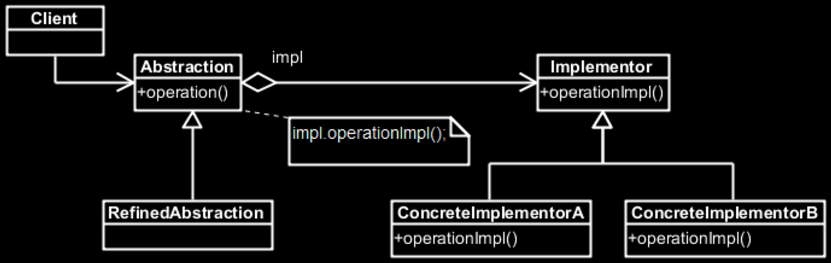 Client
impl
Abstraction
+operation()
Implementor
+operationImpl()
impl.operationImpl();
RefinedAbstraction
ConcreteImplementorA
+operationImpl()
ConcreteImplementorB
+operationImpl()